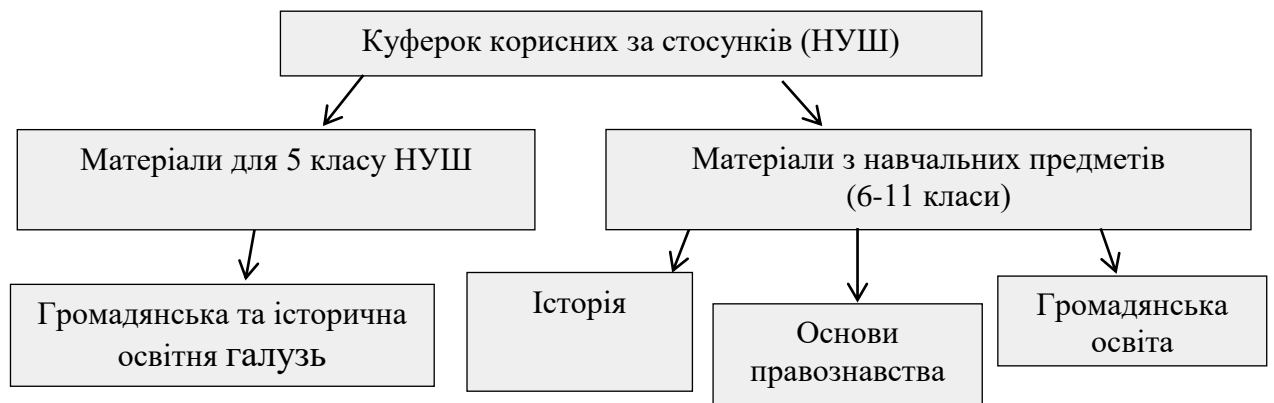 Куферок корисних за стосунків (НУШ)
Матеріали для 5 класу НУШ
Матеріали з навчальних предметів
(6-11 класи)
Громадянська та історична
освітня галузь
Історія
Основи
правознавства
Громадянська
освіта